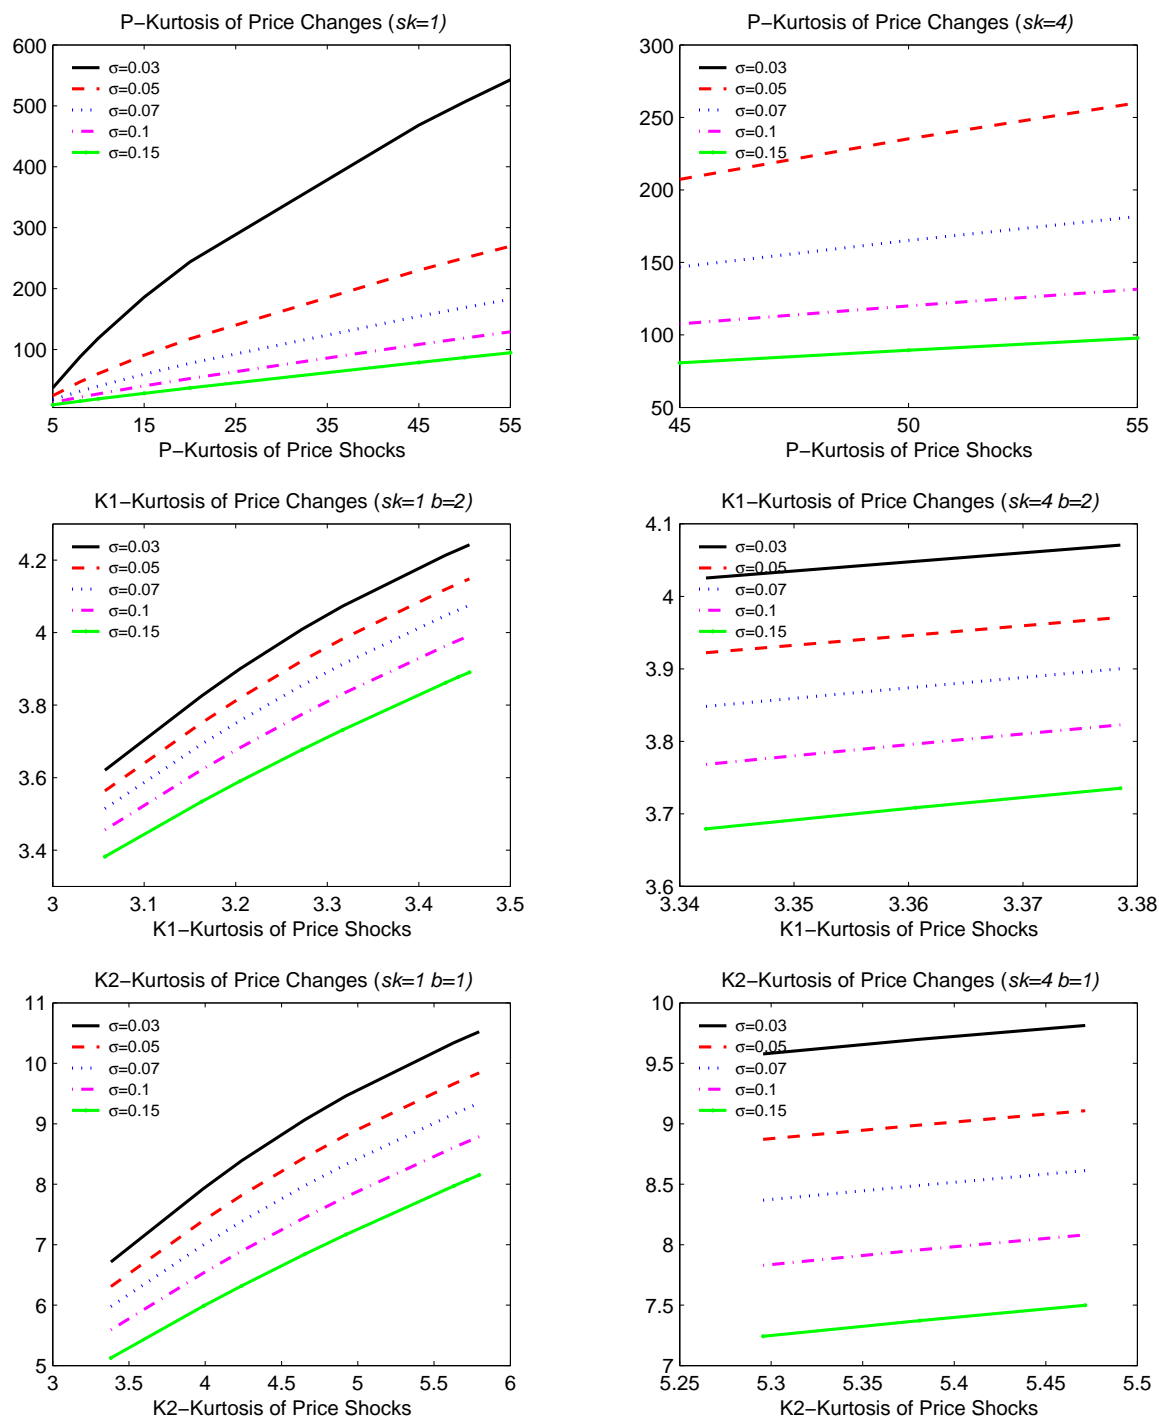 P−Kurtosis of Price Changes (sk=1)
600
500
400
300
200
100
σ=0.03
σ=0.05
σ=0.07
σ=0.1
σ=0.15
5 15 25 35 45 55
P−Kurtosis of Price Shocks
P−Kurtosis of Price Changes (sk=4)
300
250
200
150
100
50
σ=0.03
σ=0.05
σ=0.07
σ=0.1
σ=0.15
45 50 55
P−Kurtosis of Price Shocks
K1−Kurtosis of Price Changes (sk=1 b=2)
4.2
4
3.8
3.6
3.4
σ=0.03
σ=0.05
σ=0.07
σ=0.1
σ=0.15
3 3.1 3.2 3.3 3.4 3.5
K1−Kurtosis of Price Shocks
K1−Kurtosis of Price Changes (sk=4 b=2)
4.1
4
3.9
3.8
3.7
3.6
σ=0.03
σ=0.05
σ=0.07
σ=0.1
σ=0.15
3.34 3.35 3.36 3.37 3.38
K1−Kurtosis of Price Shocks
K2−Kurtosis of Price Changes (sk=1 b=1)
11
10
9
8
7
6
5
σ=0.03
σ=0.05
σ=0.07
σ=0.1
σ=0.15
3 3.5 4 4.5 5 5.5 6
K2−Kurtosis of Price Shocks
K2−Kurtosis of Price Changes (sk=4 b=1)
10
9.5
9
8.5
8
7.5
7
σ=0.03
σ=0.05
σ=0.07
σ=0.1
σ=0.15
5.25 5.3 5.35 5.4 5.45 5.5
K2−Kurtosis of Price Shocks